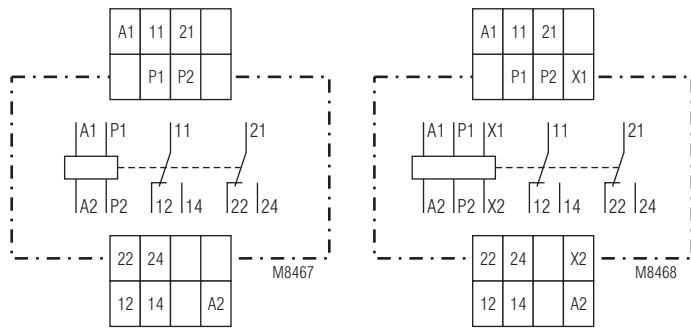 A1 11 21
P1 P2
A1 P1 11 21
A2 P2 12 14 22 24
22 24
M8467
12 14 A2
A1 11 21
P1 P2 X1
A1 P1 X1 11 21
A2 P2 X2 12 14 22 24
22 24 X2
M8468
12 14 A2